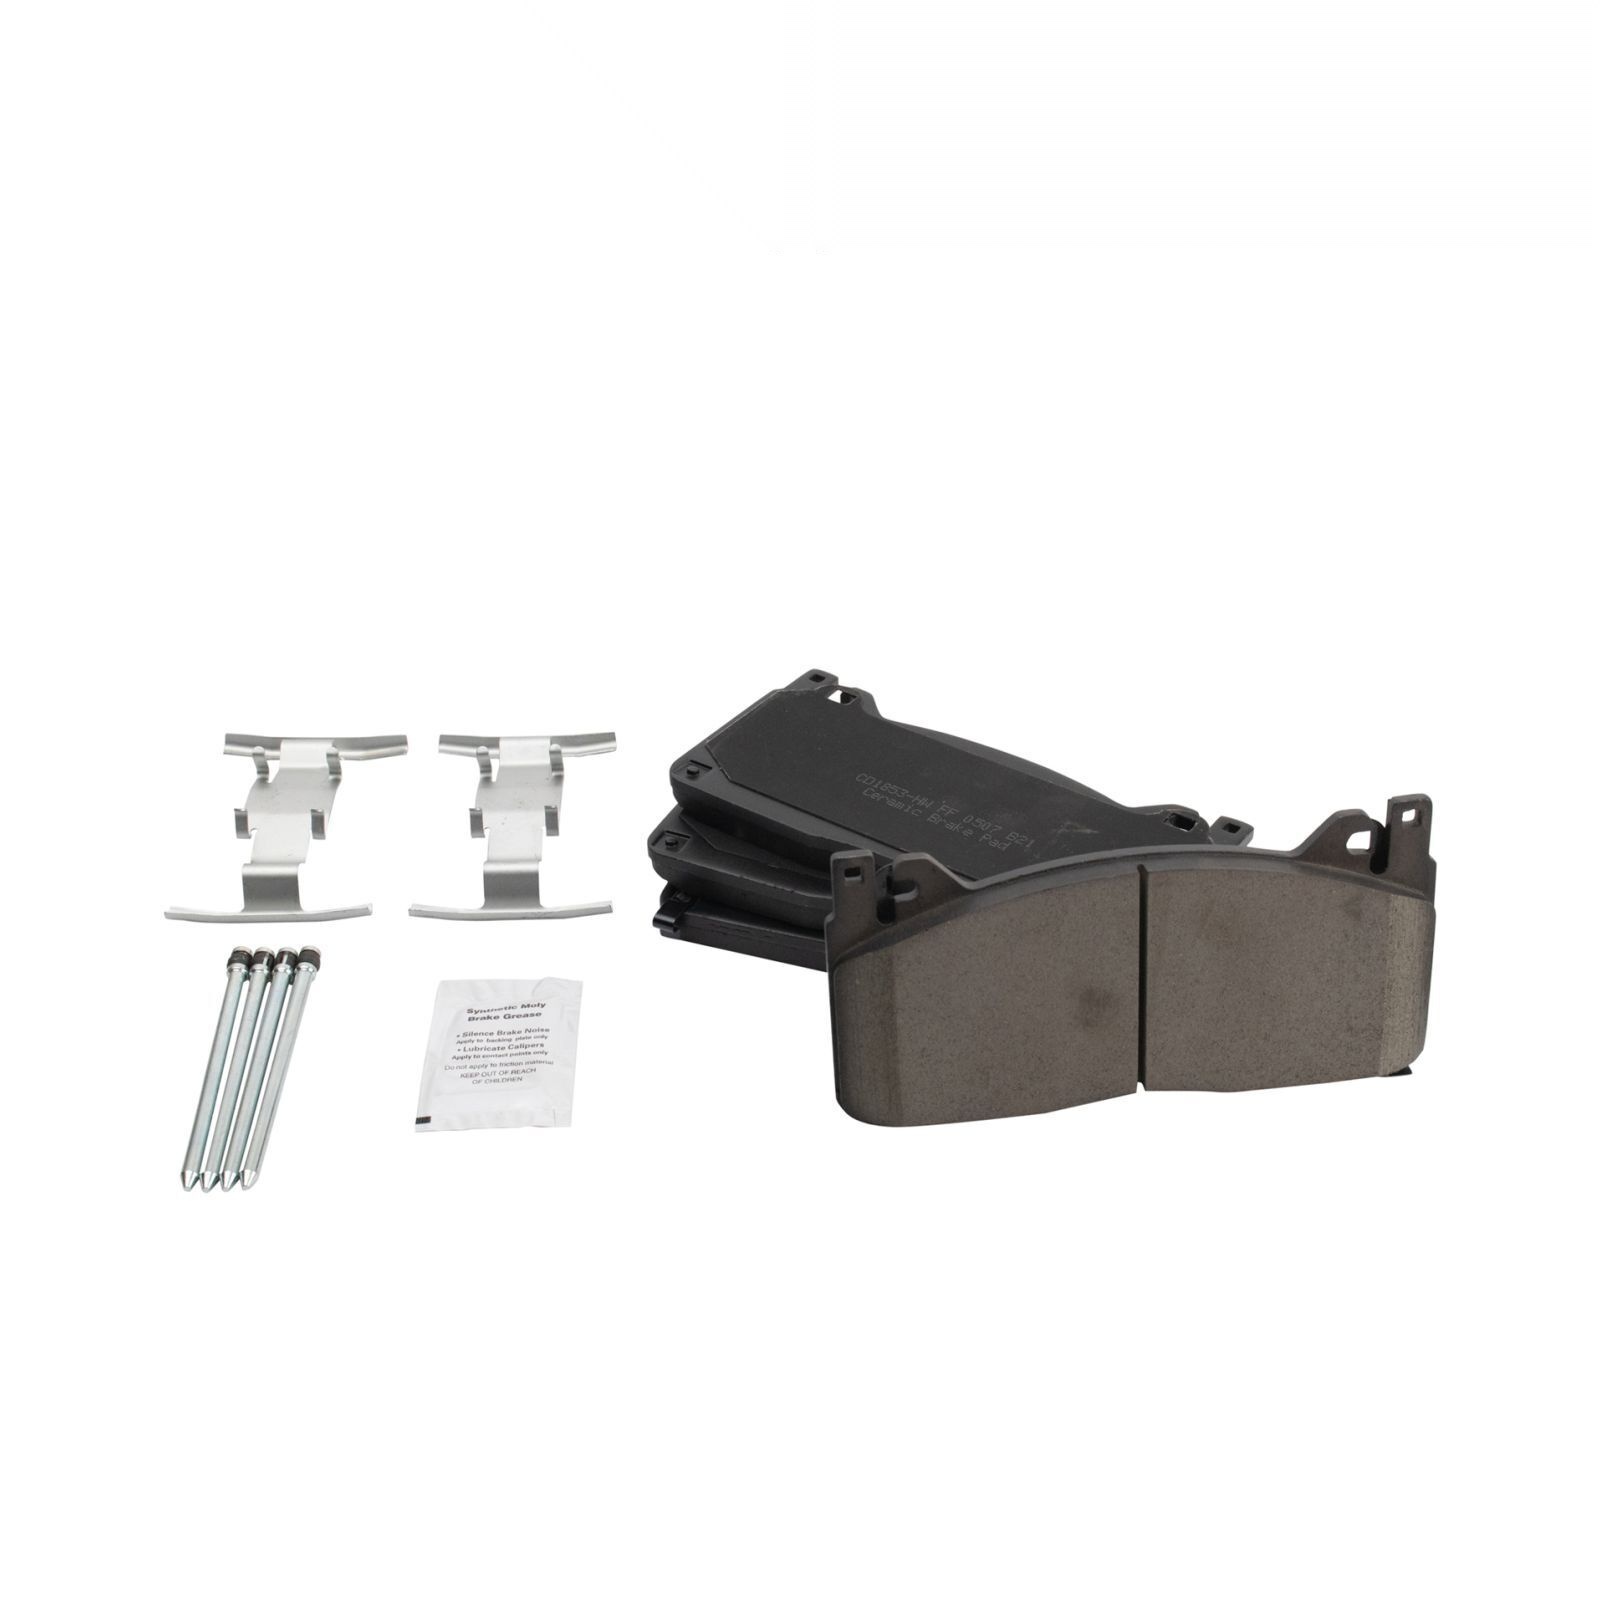 CD1853-HW FF 0507 B21
Ceramic Brake Pad
Synthetic Moly
Brake Grease
• Silence Brake Noise
Apply to backing plate only
• Lubricate Calipers
Apply to contact points only
Do not apply to friction material
KEEP OUT OF REACH
OF CHILDREN